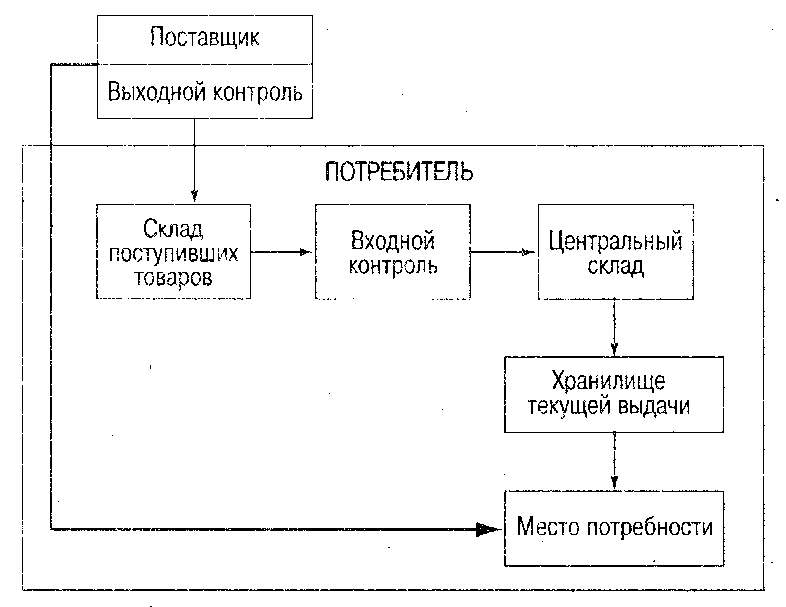 Поставщик
Выходной контроль
ПОТРЕБИТЕЛЬ
Склад
поступивших
товаров
Входной
контроль
Центральный
склад
Хранилище
текущей выдачи
Место потребности